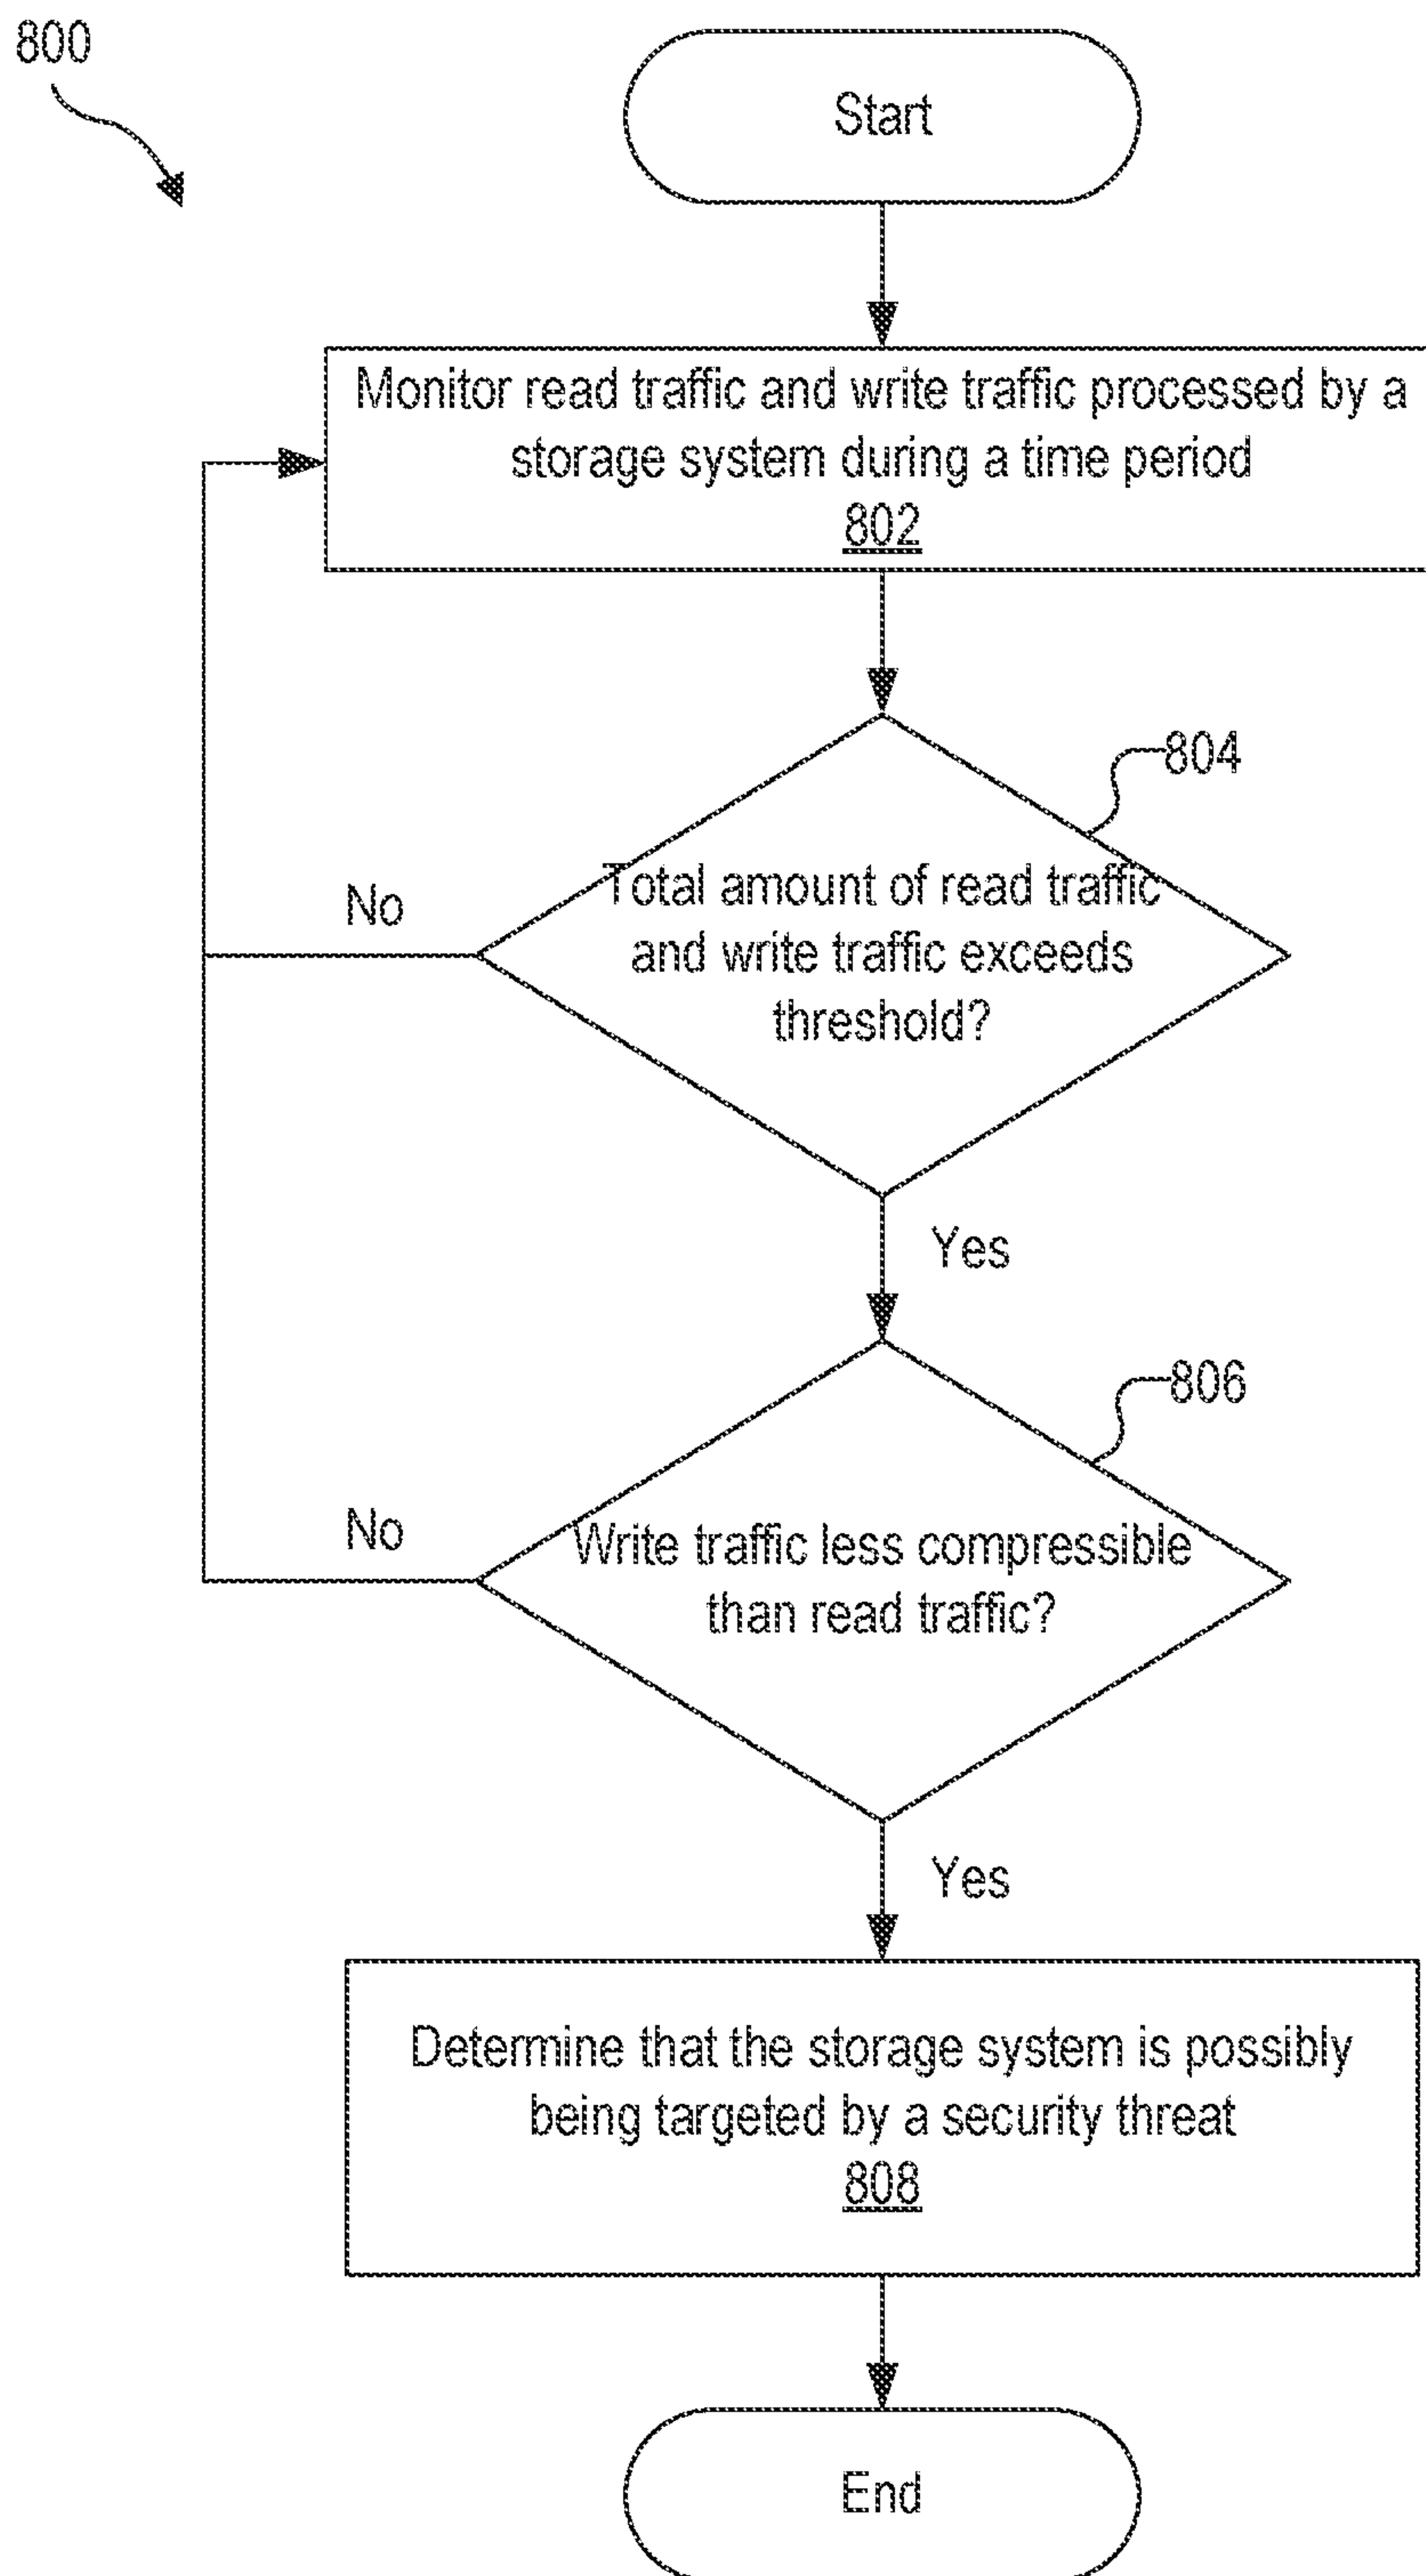 800
Start
Monitor read traffic and write traffic processed by a
storage system during a time period
802
804
Total amount of read traffic
and write traffic exceeds
threshold?
No
Yes
806
Write traffic less compressible
than read traffic?
No
Yes
Determine that the storage system is possibly
being targeted by a security threat
808
End